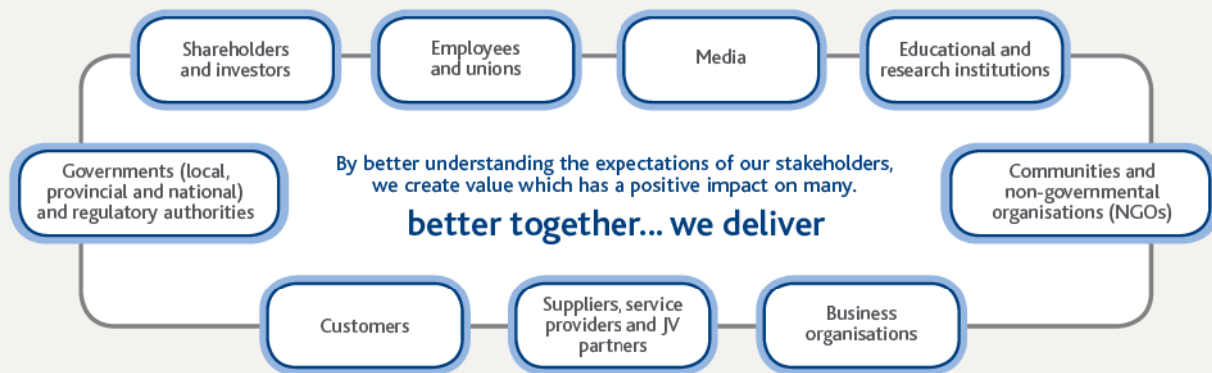 Shareholders
and investors
Employees
and unions
Media
Educational and
research institutions
Governments (local,
provincial and national)
and regulatory authorities
By better understanding the expectations of our stakeholders,
we create value which has a positive impact on many.
better together... we deliver
Communities and
non-governmental
organisations (NGOs)
Customers
Suppliers, service
providers and JV
partners
Business
organisations